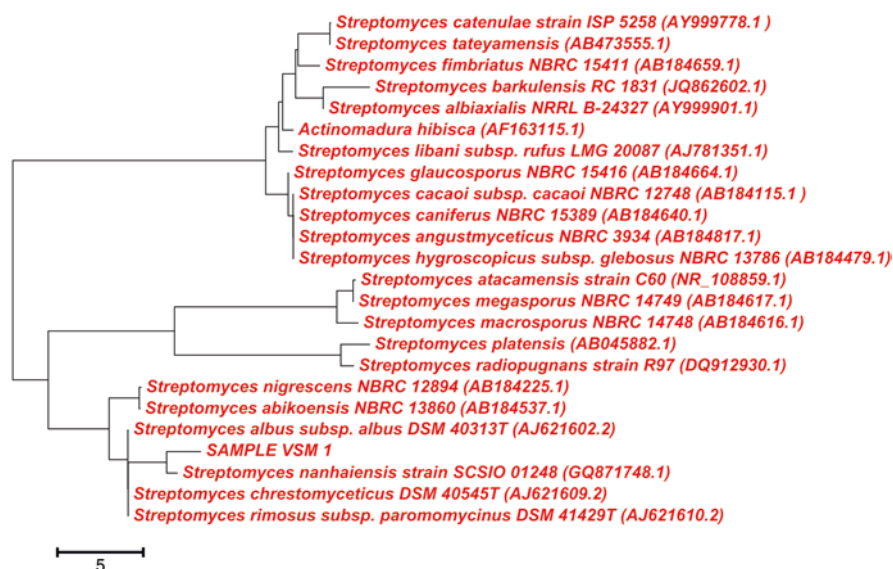 Streptomyces catenulae strain ISP 5258 (AY999778.1 )
Streptomyces tateyamensis (AB473555.1)
Streptomyces fimbriatus NBRC 15411 (AB184659.1)
Streptomyces barkulensis RC 1831 (JQ862602.1)
Streptomyces albiaxialis NRRL B-24327 (AY999901.1)
Actinomadura hibisca (AF163115.1)
Streptomyces libani subsp. rufus LMG 20087 (AJ781351.1)
Streptomyces glaucosporus NBRC 15416 (AB184664.1)
Streptomyces cacaoi subsp. cacaoi NBRC 12748 (AB184115.1 )
Streptomyces caniferus NBRC 15389 (AB184640.1)
Streptomyces angustmyceticus NBRC 3934 (AB184817.1)
Streptomyces hygroscopicus subsp. glebosus NBRC 13786 (AB184479.1)
Streptomyces atacamensis strain C60 (NR_108859.1)
Streptomyces megasporus NBRC 14749 (AB184617.1)
Streptomyces macrosporus NBRC 14748 (AB184616.1)
Streptomyces platensis (AB045882.1)
Streptomyces radiopugnans strain R97 (DQ912930.1)
Streptomyces nigrescens NBRC 12894 (AB184225.1)
Streptomyces abikoensis NBRC 13860 (AB184537.1)
Streptomyces albus subsp. albus DSM 40313T (AJ621602.2)
SAMPLE VSM 1
Streptomyces nanhaiensis strain SCSIO 01248 (GQ871748.1)
Streptomyces chrestomyceticus DSM 40545T (AJ621609.2)
Streptomyces rimosus subsp. paromomycinus DSM 41429T (AJ621610.2)
5